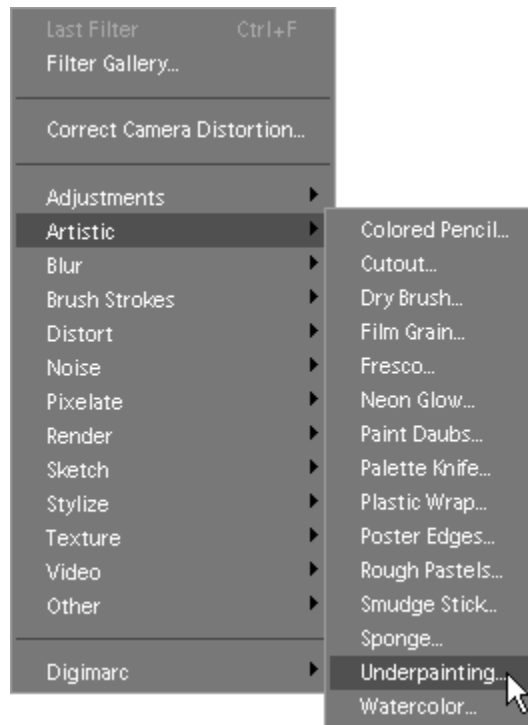 Last Filter Ctrl+F
Filter Gallery...
Correct Camera Distortion...
Adjustments
Artistic
Blur
Brush Strokes
Distort
Noise
Pixelate
Render
Sketch
Stylize
Texture
Video
Other
Digimarc
Colored Pencil...
Cutout...
Dry Brush...
Film Grain...
Fresco...
Neon Glow...
Paint Daubs...
Palette Knife...
Plastic Wrap...
Poster Edges...
Rough Pastels...
Smudge Stick...
Sponge...
Underpainting...
Watercolor...